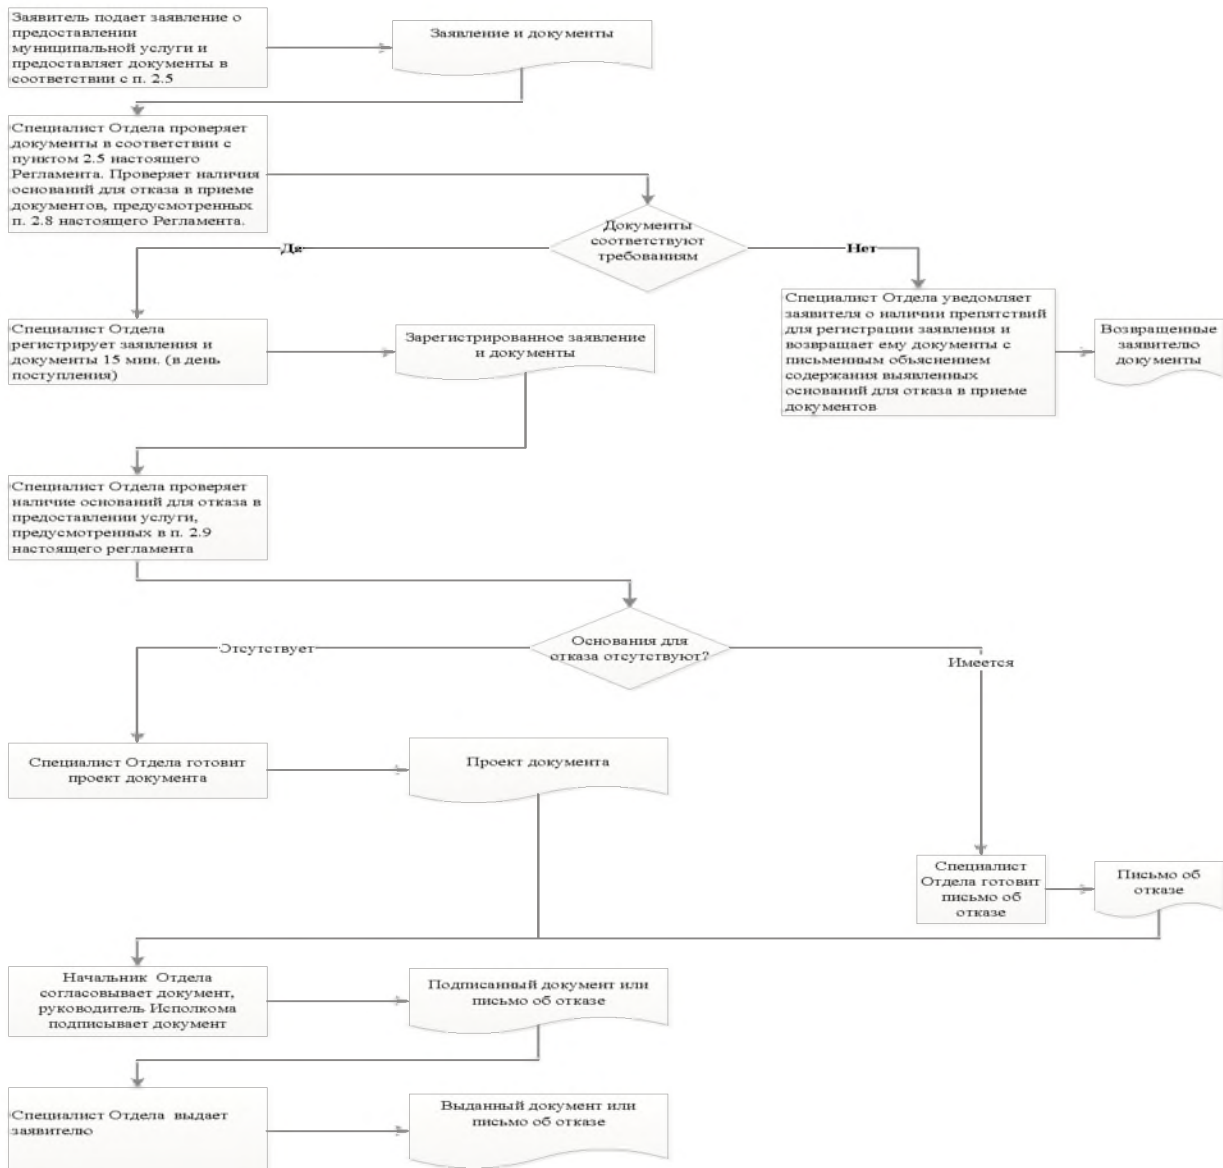 Заявитель подает заявление о
предоставлении
муниципальной услуги и
предоставляет документы в
соответствии с п. 2.5
Заявление и документы
Специалист Отдела проверяет
документы в соответствии с
пунктом 2.5 настоящего
Регламента. Проверяет наличия
оснований для отказа в приеме
документов, предусмотренных
п. 2.8 настоящего Регламента.
Документы
соответствуют
требованиям
Да
Нет
Специалист Отдела
регистрирует заявления и
документы 15 мин. (в день
поступления)
Зарегистрированное заявление
и документы
Специалист Отдела уведомляет
заявителя о наличии препятствий
для регистрации заявления и
возвращает ему документы с
письменным объяснением
содержания выявленных
оснований для отказа в приеме
документов
Возвращенные
заявителю
документы
Специалист Отдела проверяет
наличие оснований для отказа в
предоставлении услуги,
предусмотренных в п. 2.9
настоящего регламента
Основания для
отказа отсутствуют?
Отсутствует
Имеется
Специалист Отдела готовит
проект документа
Проект документа
Специалист
Отдела готовит
письмо об
отказе
Письмо об
отказе
Начальник Отдела
согласовывает документ,
руководитель Исполкома
подписывает документ
Подписанный документ или
письмо об отказе
Специалист Отдела выдает
заявителю
Выданный документ или
письмо об отказе